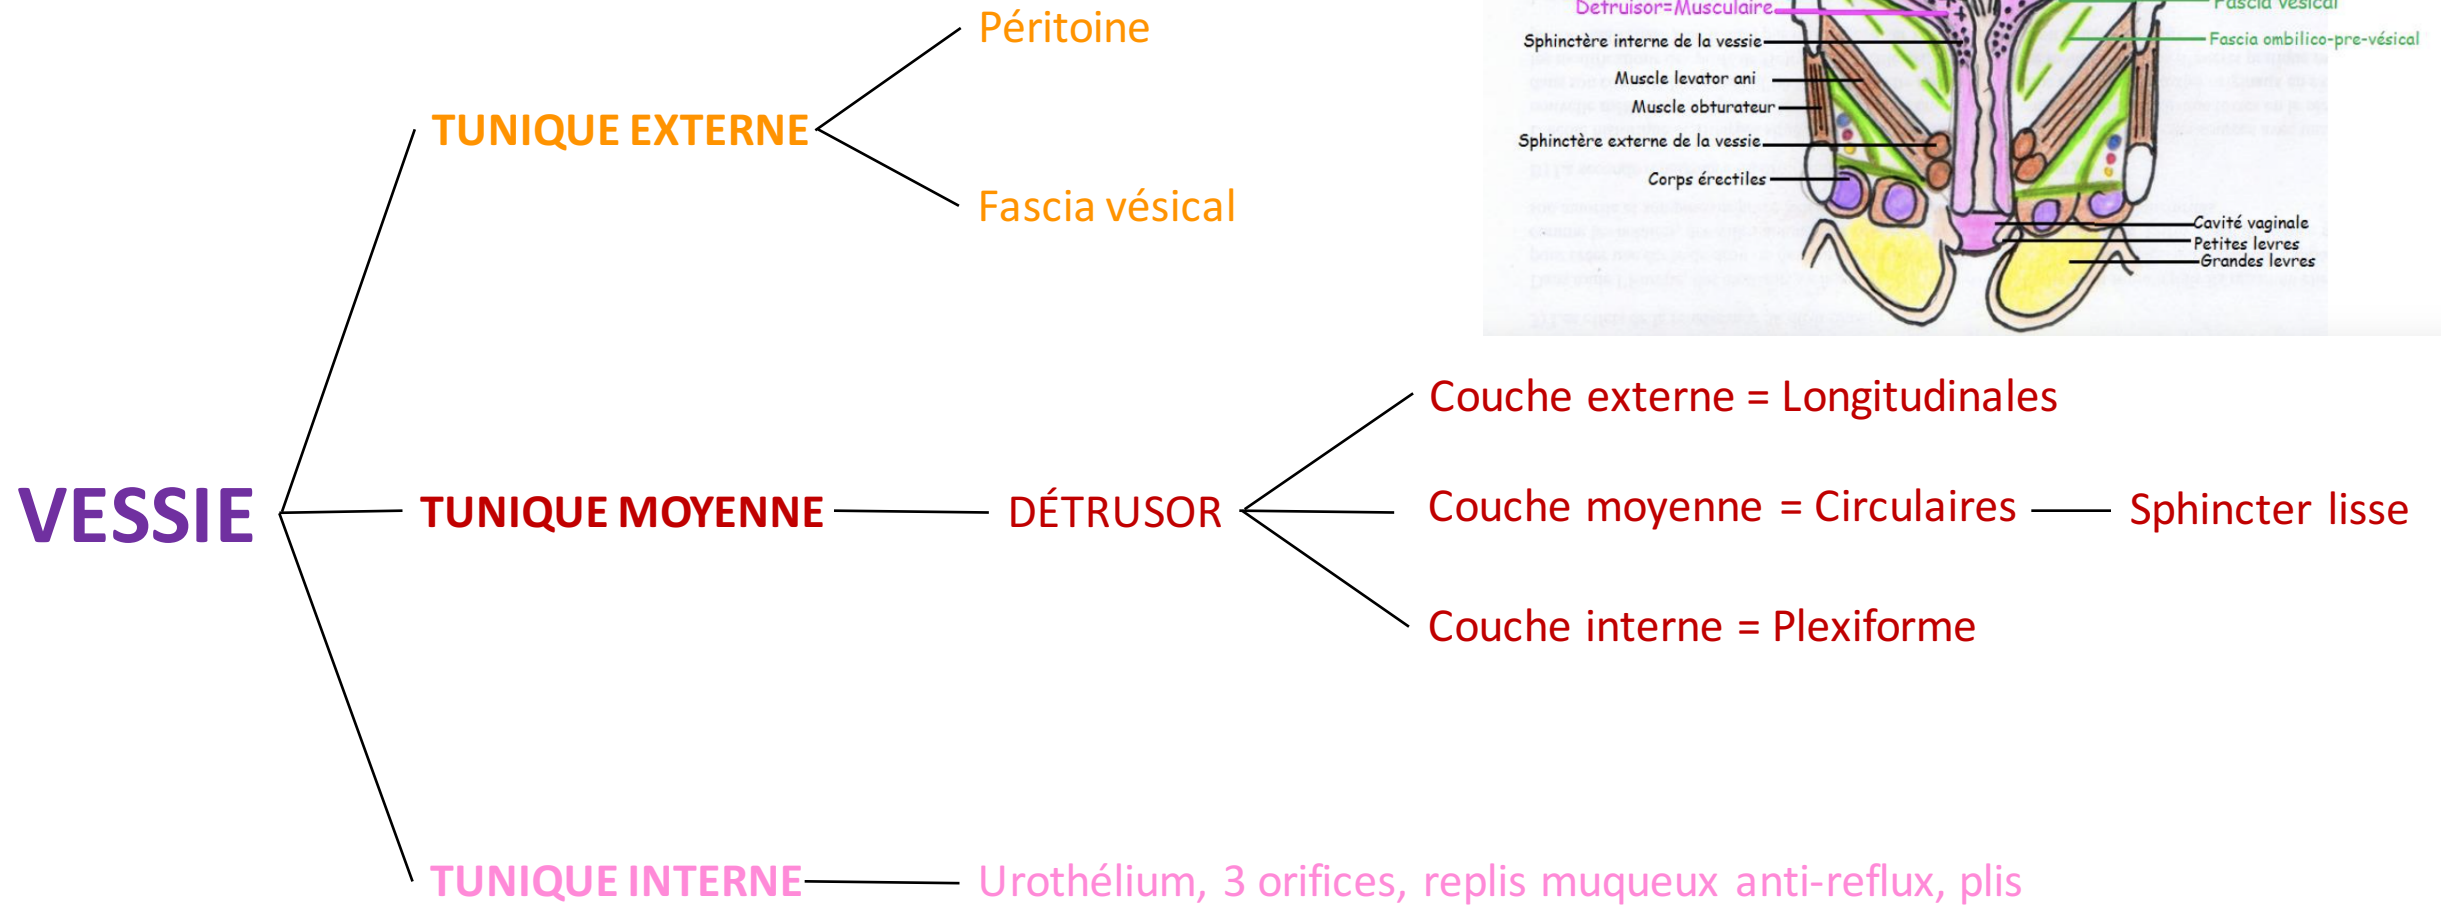 Péritoine
TUNIQUE EXTERNE
Fascia vésical
Detruisor=Musculaire
Sphinctère interne de la vessie
Muscle levator ani
Muscle obturateur
Sphinctère externe de la vessie
Corps érectiles
Fascia vésical
Fascia ombilico-pre-vésical
Cavité vaginale
Petites levres
Grandes levres
Couche externe = Longitudinales
VESSIE
TUNIQUE MOYENNE
DÉTRUSOR
Couche moyenne = Circulaires
Sphincter lisse
Couche interne = Plexiforme
TUNIQUE INTERNE
Urothélium, 3 orifices, replis muqueux anti-reflux, plis